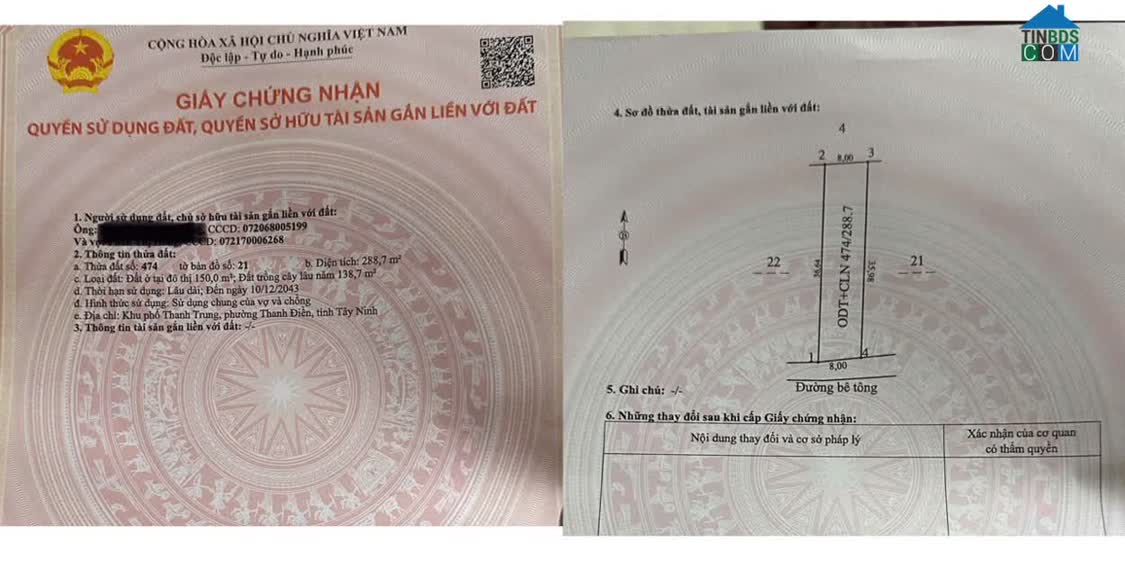 CỘNG HÒA XÃ HỘI CHỦ NGHĨA VIỆT NAM
Độc lập - Tự do - Hạnh phúc
GIẤY CHỨNG NHẬN
QUYỀN SỬ DỤNG ĐẤT, QUYỀN SỞ HỮU TÀI SẢN GẮN LIỀN VỚI ĐẤT
1. Người sử dụng đất, chủ sở hữu tài sản gắn liền với đất:
Ông: CCCD: 072068005199
Và vợ CCCD: 072170006268
2. Thông tin thửa đất:
a. Thửa đất số: 474 tờ bản đồ số: 21 b. Diện tích: 288,7 m²
c. Loại đất: Đất ở tại đô thị 150,0 m²; Đất trồng cây lâu năm 138,7 m²
d. Thời hạn sử dụng: Lâu dài; Đến ngày 10/12/2043
đ. Hình thức sử dụng: Sử dụng chung của vợ và chồng
e. Địa chỉ: Khu phố Thanh Trung, phường Thanh Điền, tỉnh Tây Ninh
3. Thông tin tài sản gắn liền với đất: -/-
TINBDS
COM
4. Sơ đồ thửa đất, tài sản gắn liền với đất:
4
2 8,00 3
22
36,64
ODT+CLN 474/288.7
35,98
21
1 4
8,00
Đường bê tông
5. Ghi chú: -/-
6. Những thay đổi sau khi cấp Giấy chứng nhận:
Nội dung thay đổi và cơ sở pháp lý
Xác nhận của cơ quan
có thẩm quyền